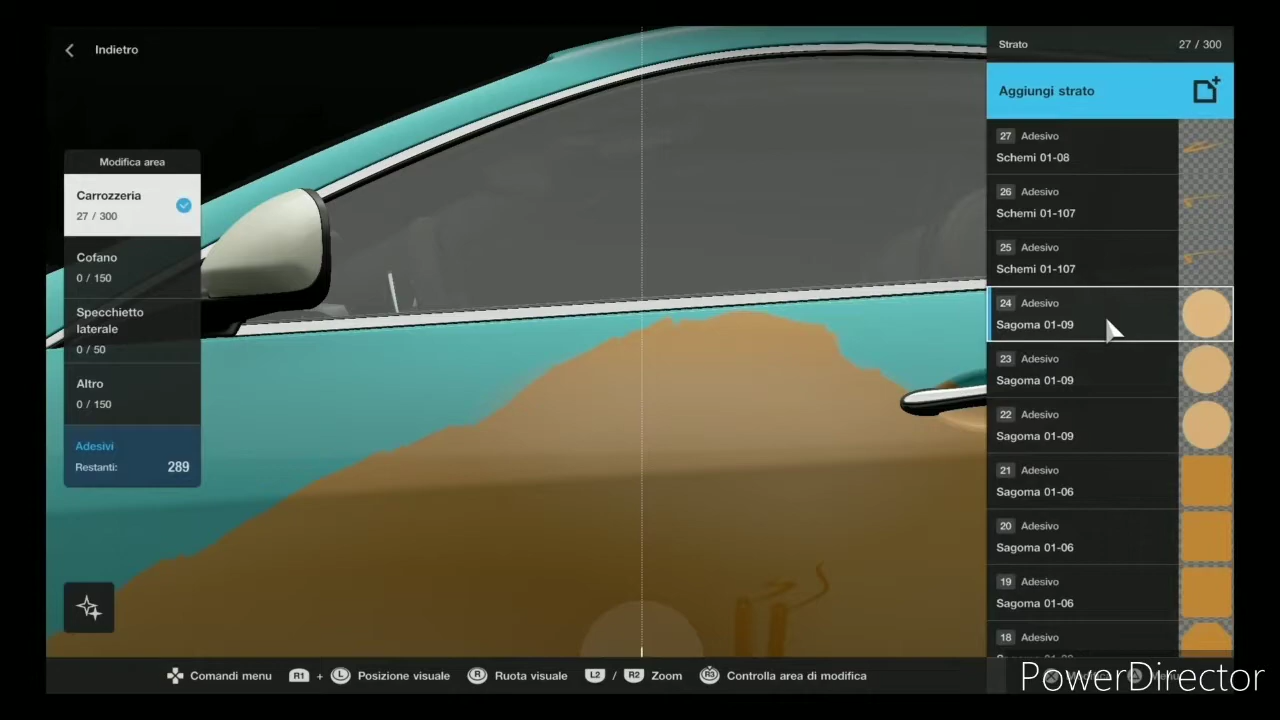 Indietro
Modifica area
Carrozzeria
27 / 300
Cofano
0 / 150
Specchietto
laterale
0 / 50
Altro
0 / 150
Adesivi
Restanti: 289
Strato 27 / 300
Aggiungi strato
27 Adesivo
Schemi 01-08
26 Adesivo
Schemi 01-107
25 Adesivo
Schemi 01-107
24 Adesivo
Sagoma 01-09
23 Adesivo
Sagoma 01-09
22 Adesivo
Sagoma 01-09
21 Adesivo
Sagoma 01-06
20 Adesivo
Sagoma 01-06
19 Adesivo
Sagoma 01-06
18 Adesivo
Comandi menu R1 + L Posizione visuale R Ruota visuale L2 / R2 Zoom R3 Controlla area di modifica
PowerDirector